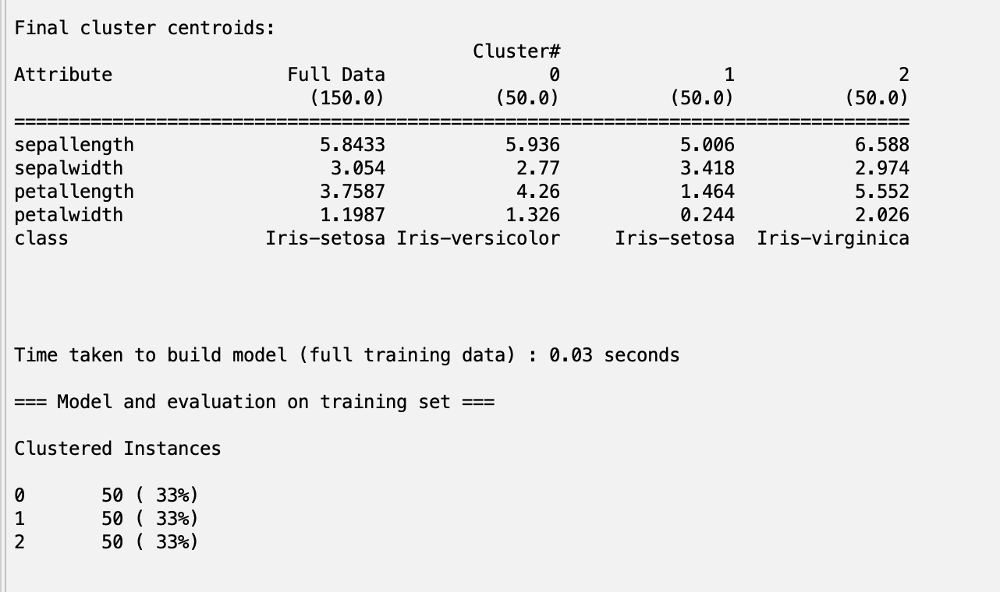 Final cluster centroids:
                                          Cluster#
Attribute                Full Data               0               1               2
                           (150.0)          (50.0)          (50.0)          (50.0)
==================================================================================
sepallength                 5.8433           5.936           5.006           6.588
sepalwidth                   3.054            2.77           3.418           2.974
petallength                 3.7587            4.26           1.464           5.552
petalwidth                  1.1987           1.326           0.244           2.026
class                  Iris-setosa Iris-versicolor     Iris-setosa  Iris-virginica
Time taken to build model (full training data) : 0.03 seconds
=== Model and evaluation on training set ===
Clustered Instances
0       50 ( 33%)
1       50 ( 33%)
2       50 ( 33%)